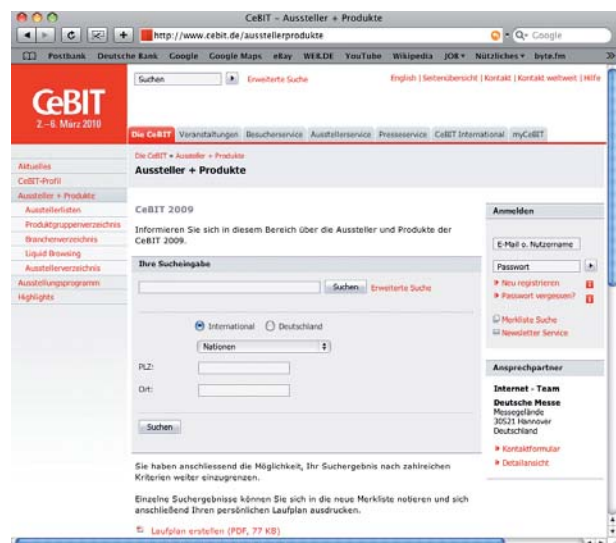 CeBIT – Aussteller + Produkte
http://www.cebit.de/ausstellerprodukte
Google
Postbank Deutsche Bank Google Google Maps eBay WEB.DE YouTube Wikipedia JOK▾ Nützliches▾ byte.fm
Suchen
Erweiterte Suche
English | Seitenübersicht | Kontakt | Kontakt weltweit | Hilfe
CeBIT
2.–6. März 2010
Die CeBIT Veranstaltungen Besucherservice Ausstellerservice Presseservice CeBIT International myCeBIT
Aktuelles
CeBIT-Profil
Aussteller + Produkte
Ausstellerlisten
Produktgruppenverzeichnis
Branchenverzeichnis
Liquid Browsing
Ausstellerverzeichnis
Ausstellungsprogramm
Highlights
Die CeBIT • Aussteller + Produkte
Aussteller + Produkte
CeBIT 2009
Informieren Sie sich in diesem Bereich über die Aussteller und Produkte der
CeBIT 2009.
Ihre Sucheingabe
Suchen Erweiterte Suche
International Deutschland
Nationen
PLZ:
Ort:
Suchen
Sie haben anschliessend die Möglichkeit, Ihr Suchergebnis nach zahlreichen
Kriterien weiter einzugrenzen.
Einzelne Suchergebnisse können Sie sich in die neue Merkliste notieren und sich
anschließend Ihren persönlichen Laufplan ausdrucken.
Laufplan erstellen (PDF, 77 KB)
Anmelden
E-Mail o. Nutzername
Passwort
Neu registrieren
Passwort vergessen?
Merkliste Suche
Newsletter Service
Ansprechpartner
Internet - Team
Deutsche Messe
Messegelände
30521 Hannover
Deutschland
Kontaktformular
Detailansicht